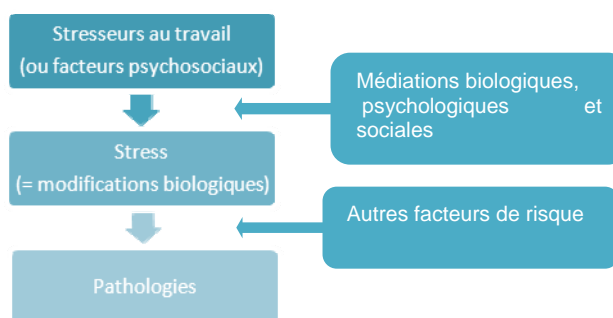 Stresseurs au travail
(ou facteurs psychosociaux)
Médiations biologiques,
psychologiques et
sociales
Stress
(= modifications biologiques)
Autres facteurs de risque
Pathologies